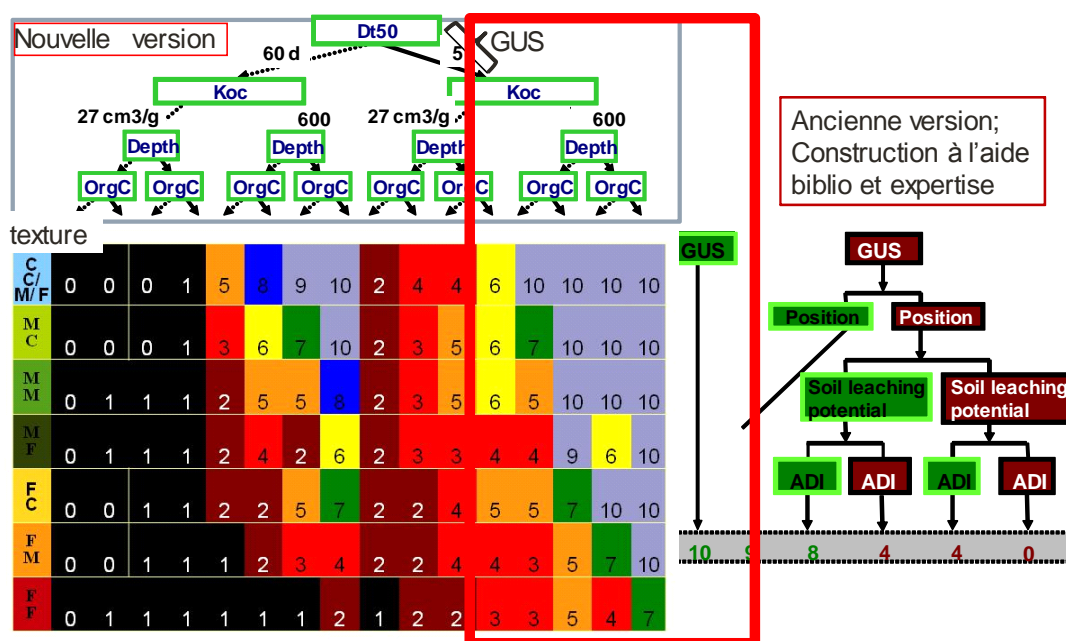 Nouvelle version
Dt50
GUS
60 d
5
Koc
Koc
27 cm3/g
600
27 cm3/g
600
Depth
Depth
Depth
Depth
OrgC
OrgC
OrgC
OrgC
OrgC
OrgC
OrgC
OrgC
texture
C
C/
M/ F
0 0 0 1 5 8 9 10 2 4 4 6 10 10 10 10
M
C
0 0 0 1 3 6 7 10 2 3 5 6 7 10 10 10
M
M
0 1 1 1 2 5 5 8 2 3 5 6 5 10 10 10
M
F
0 1 1 1 2 4 2 6 2 3 3 4 4 9 6 10
F
C
0 0 1 1 2 2 5 7 2 2 4 5 5 7 10 10
F
M
0 0 1 1 1 2 3 4 2 2 4 4 3 5 7 10
F
F
0 1 1 1 1 1 1 2 1 2 2 3 3 5 4 7
Ancienne version;
Construction à l'aide
biblio et expertise
GUS
GUS
Position
Position
Soil leaching
potential
Soil leaching
potential
ADI
ADI
ADI
ADI
10 9 8 4 4 0